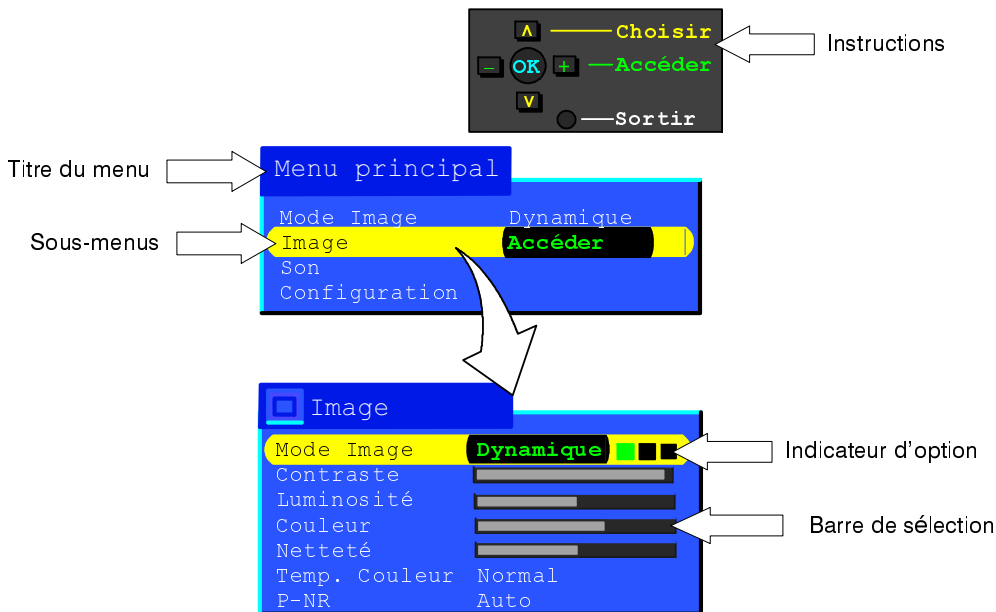 Λ Choisir
Instructions
- OK + Accéder
V
Sortir
Titre du menu
Menu principal
Mode Image Dynamique
Sous-menus
Image Accéder
Son
Configuration
Image
Mode Image Dynamique
Indicateur d'option
Contraste
Luminosité
Couleur
Barre de sélection
Netteté
Temp. Couleur Normal
P-NR Auto